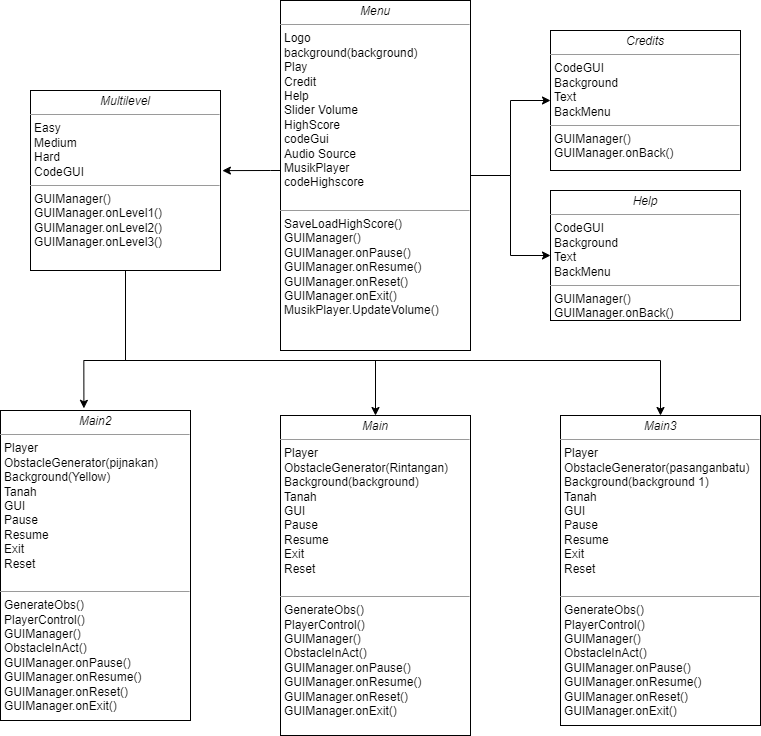 Menu
Logo
background(background)
Play
Credit
Help
Slider Volume
HighScore
codeGui
Audio Source
MusikPlayer
codeHighscore
SaveLoadHighScore()
GUIManager()
GUIManager.onPause()
GUIManager.onResume()
GUIManager.onReset()
GUIManager.onExit()
MusikPlayer.UpdateVolume()
Credits
CodeGUI
Background
Text
BackMenu
GUIManager()
GUIManager.onBack()
Multilevel
Easy
Medium
Hard
CodeGUI
GUIManager()
GUIManager.onLevel1()
GUIManager.onLevel2()
GUIManager.onLevel3()
Help
CodeGUI
Background
Text
BackMenu
GUIManager()
GUIManager.onBack()
Main2
Player
ObstacleGenerator(pijnakan)
Background(Yellow)
Tanah
GUI
Pause
Resume
Exit
Reset
GenerateObs()
PlayerControl()
GUIManager()
ObstacleInAct()
GUIManager.onPause()
GUIManager.onResume()
GUIManager.onReset()
GUIManager.onExit()
Main
Player
ObstacleGenerator(Rintangan)
Background(background)
Tanah
GUI
Pause
Resume
Exit
Reset
GenerateObs()
PlayerControl()
GUIManager()
ObstacleInAct()
GUIManager.onPause()
GUIManager.onResume()
GUIManager.onReset()
GUIManager.onExit()
Main3
Player
ObstacleGenerator(pasanganbatu)
Background(background 1)
Tanah
GUI
Pause
Resume
Exit
Reset
GenerateObs()
PlayerControl()
GUIManager()
ObstacleInAct()
GUIManager.onPause()
GUIManager.onResume()
GUIManager.onReset()
GUIManager.onExit()